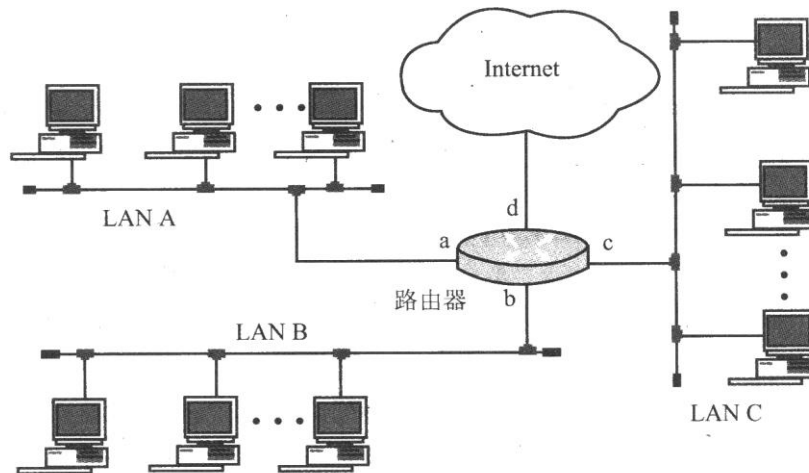 Internet
LAN A
d
a
c
路由器
b
LAN B
LAN C